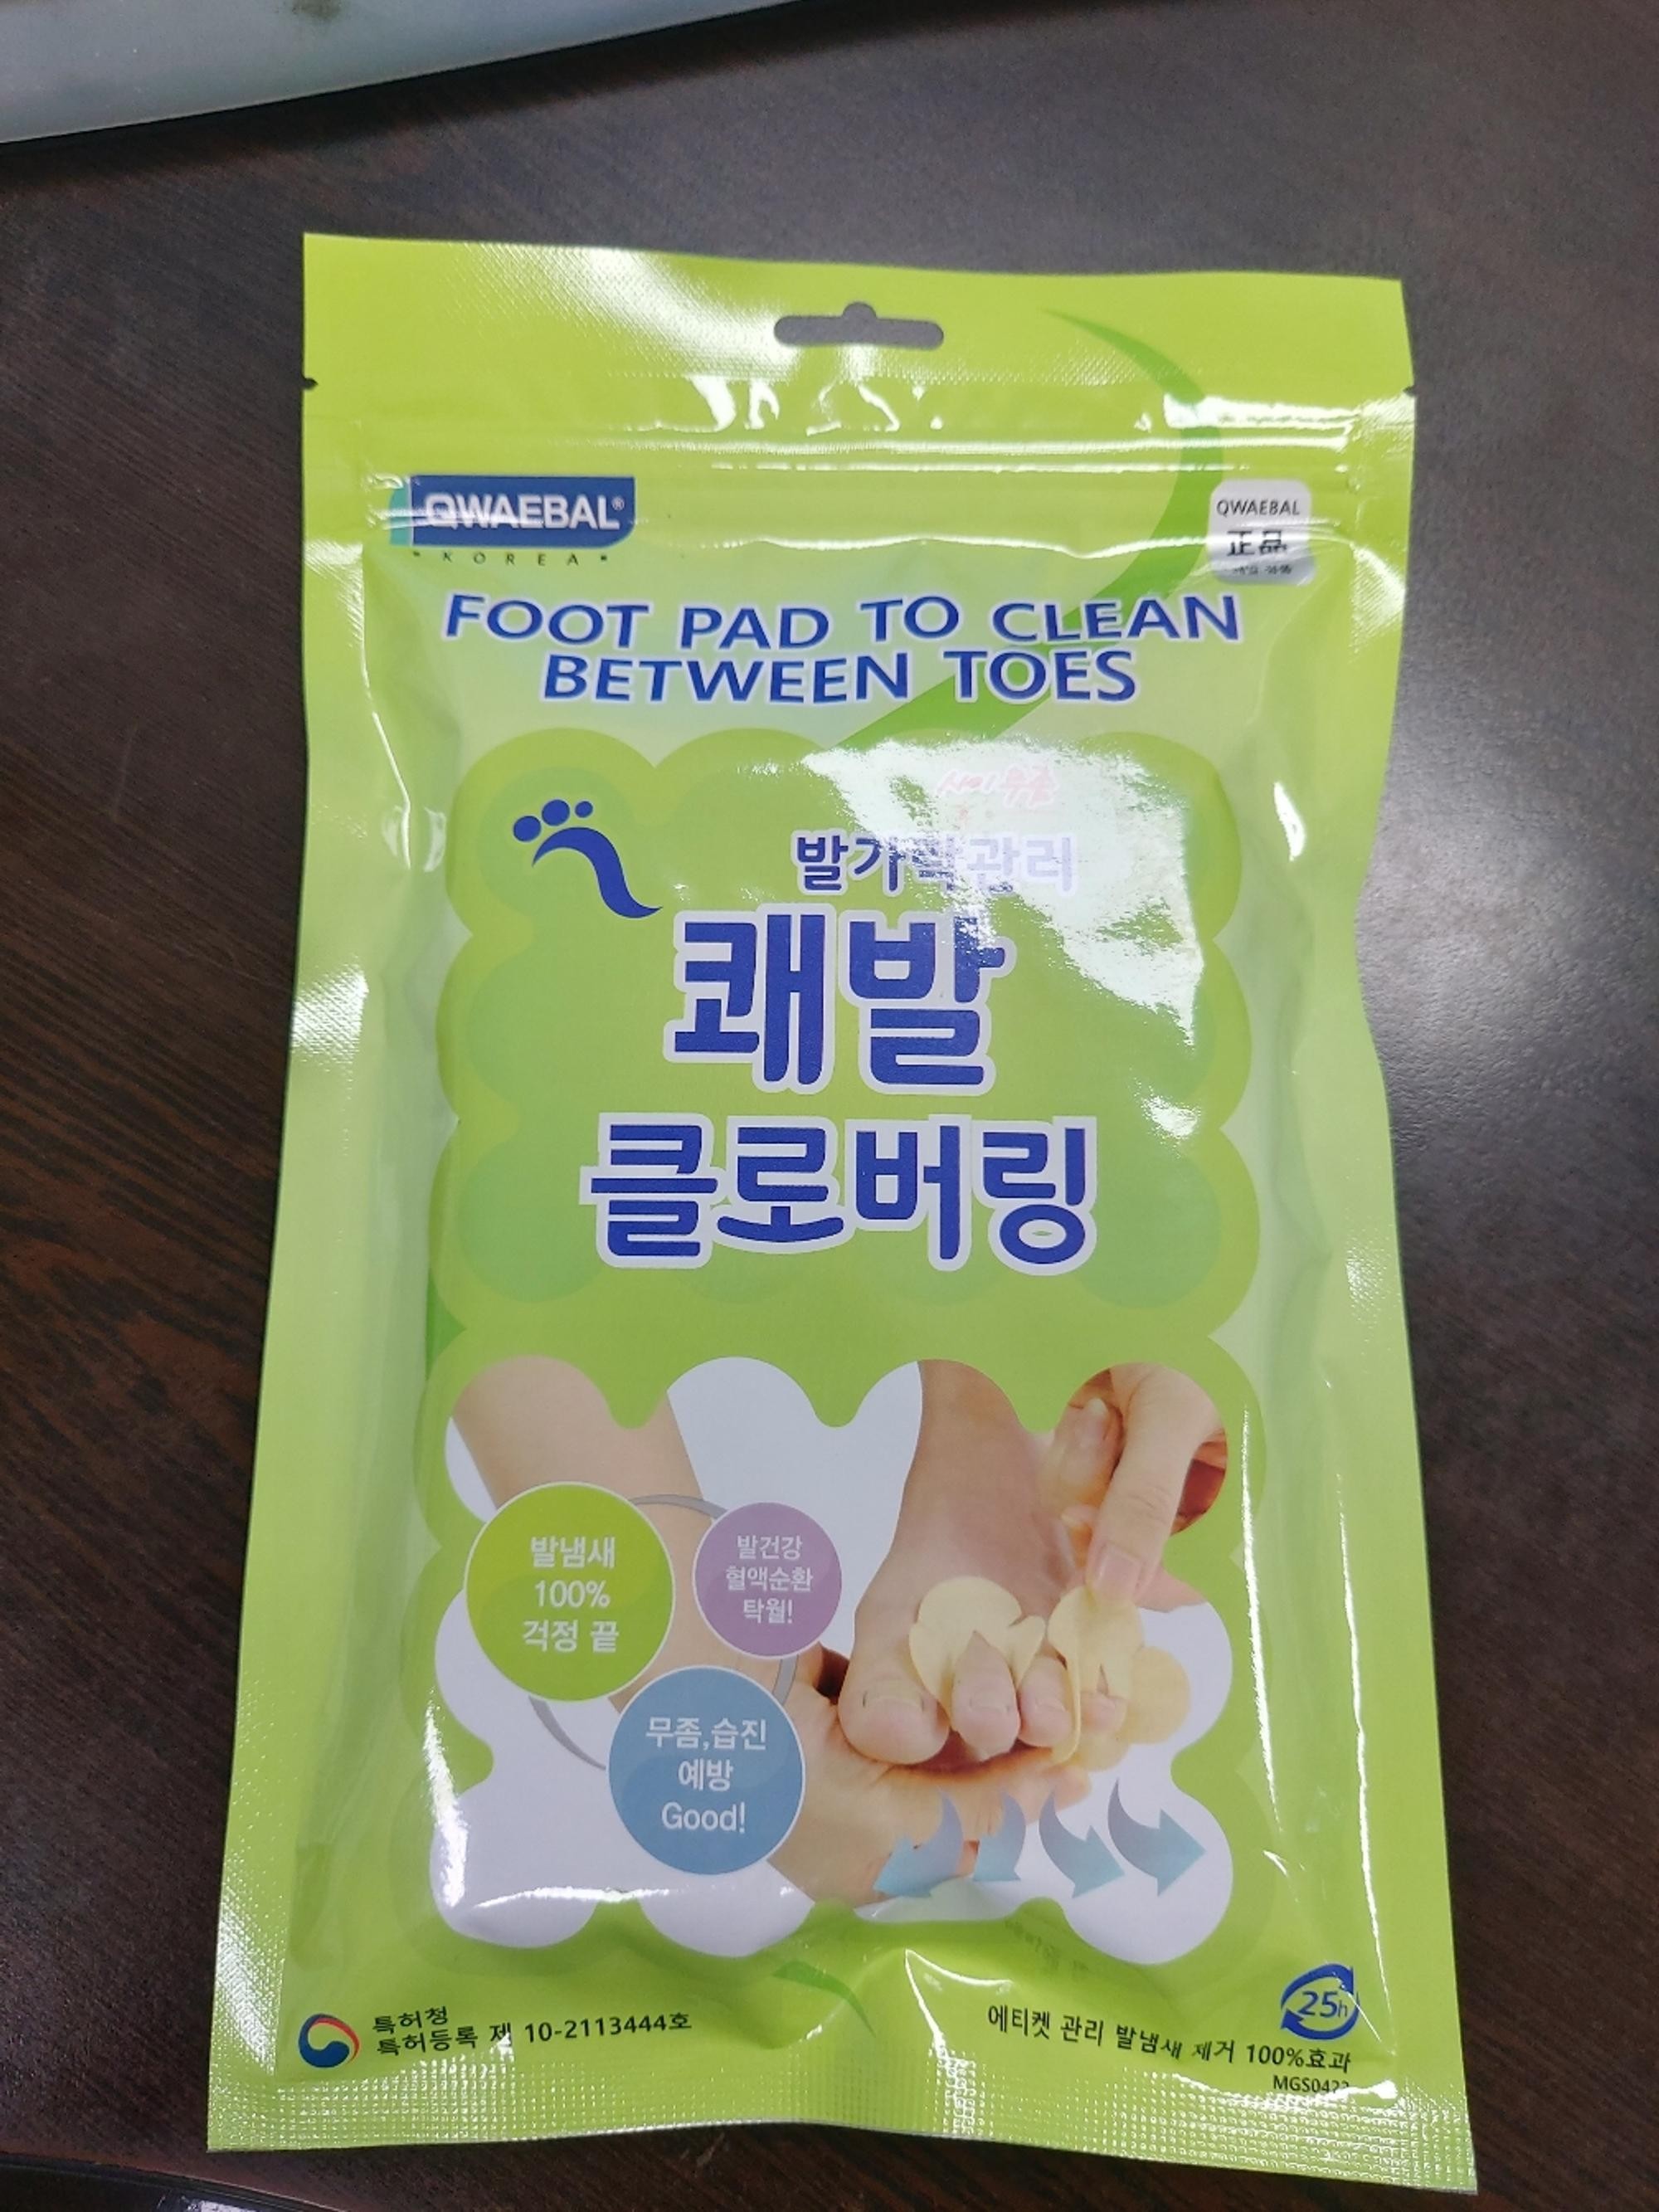 QWAEBAL®
KOREA
QWAEBAL
正品
FOOT PAD TO CLEAN
BETWEEN TOES
발가락관리
쾌발
클로버링
발냄새
100%
걱정 끝
발건강
혈액순환
탁월!
무좀,습진
예방
Good!
특허청
특허등록 제 10-2113444호
25h
에티켓 관리 발냄새 제거 100%효과